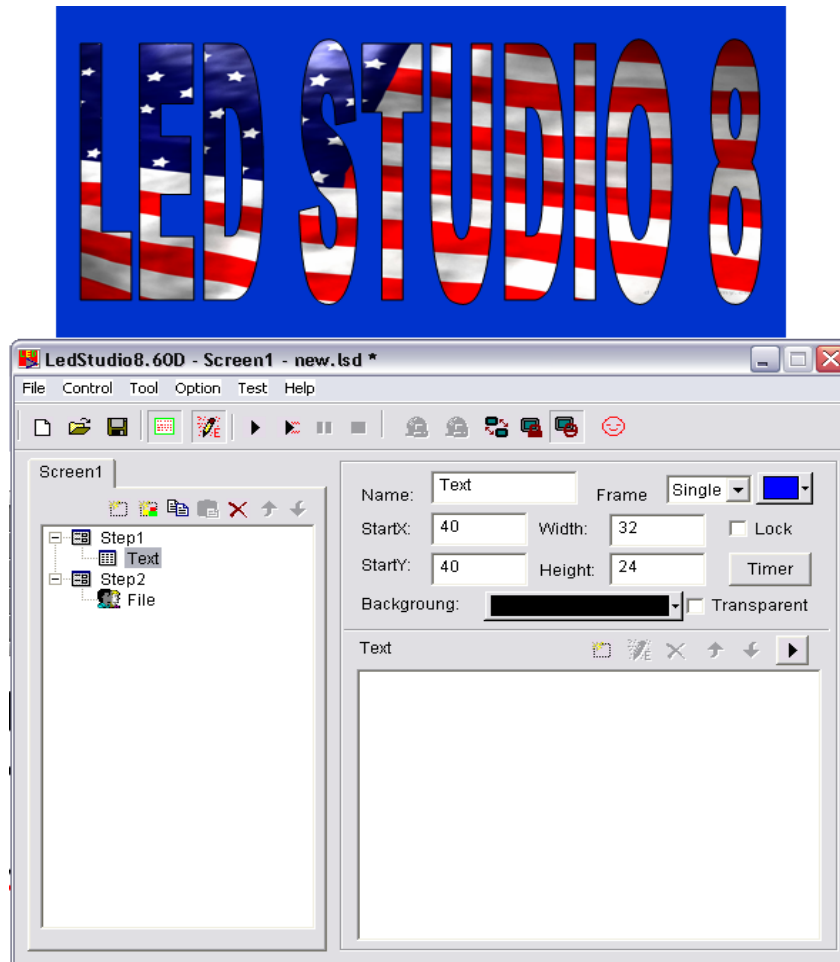 LED STUDIO 8
LedStudio8.60D - Screen1 - new.lsd *
File Control Tool Option Test Help
Screen1
Step1
Text
Step2
File
Name: Text Frame Single
StartX: 40 Width: 32 Lock
StartY: 40 Height: 24 Timer
Backgroung: Transparent
Text